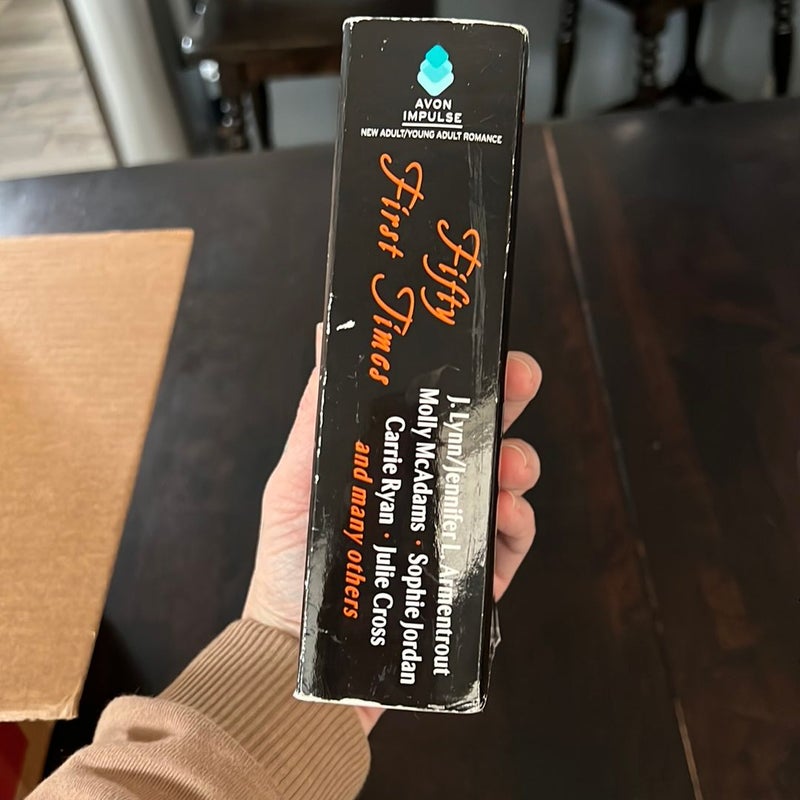 AVON
IMPULSE
NEW ADULT/YOUNG ADULT ROMANCE
Fifty
First Times
J. Lynn/Jennifer L. Armentrout
Molly McAdams • Sophie Jordan
Carrie Ryan • Julie Cross
and many others